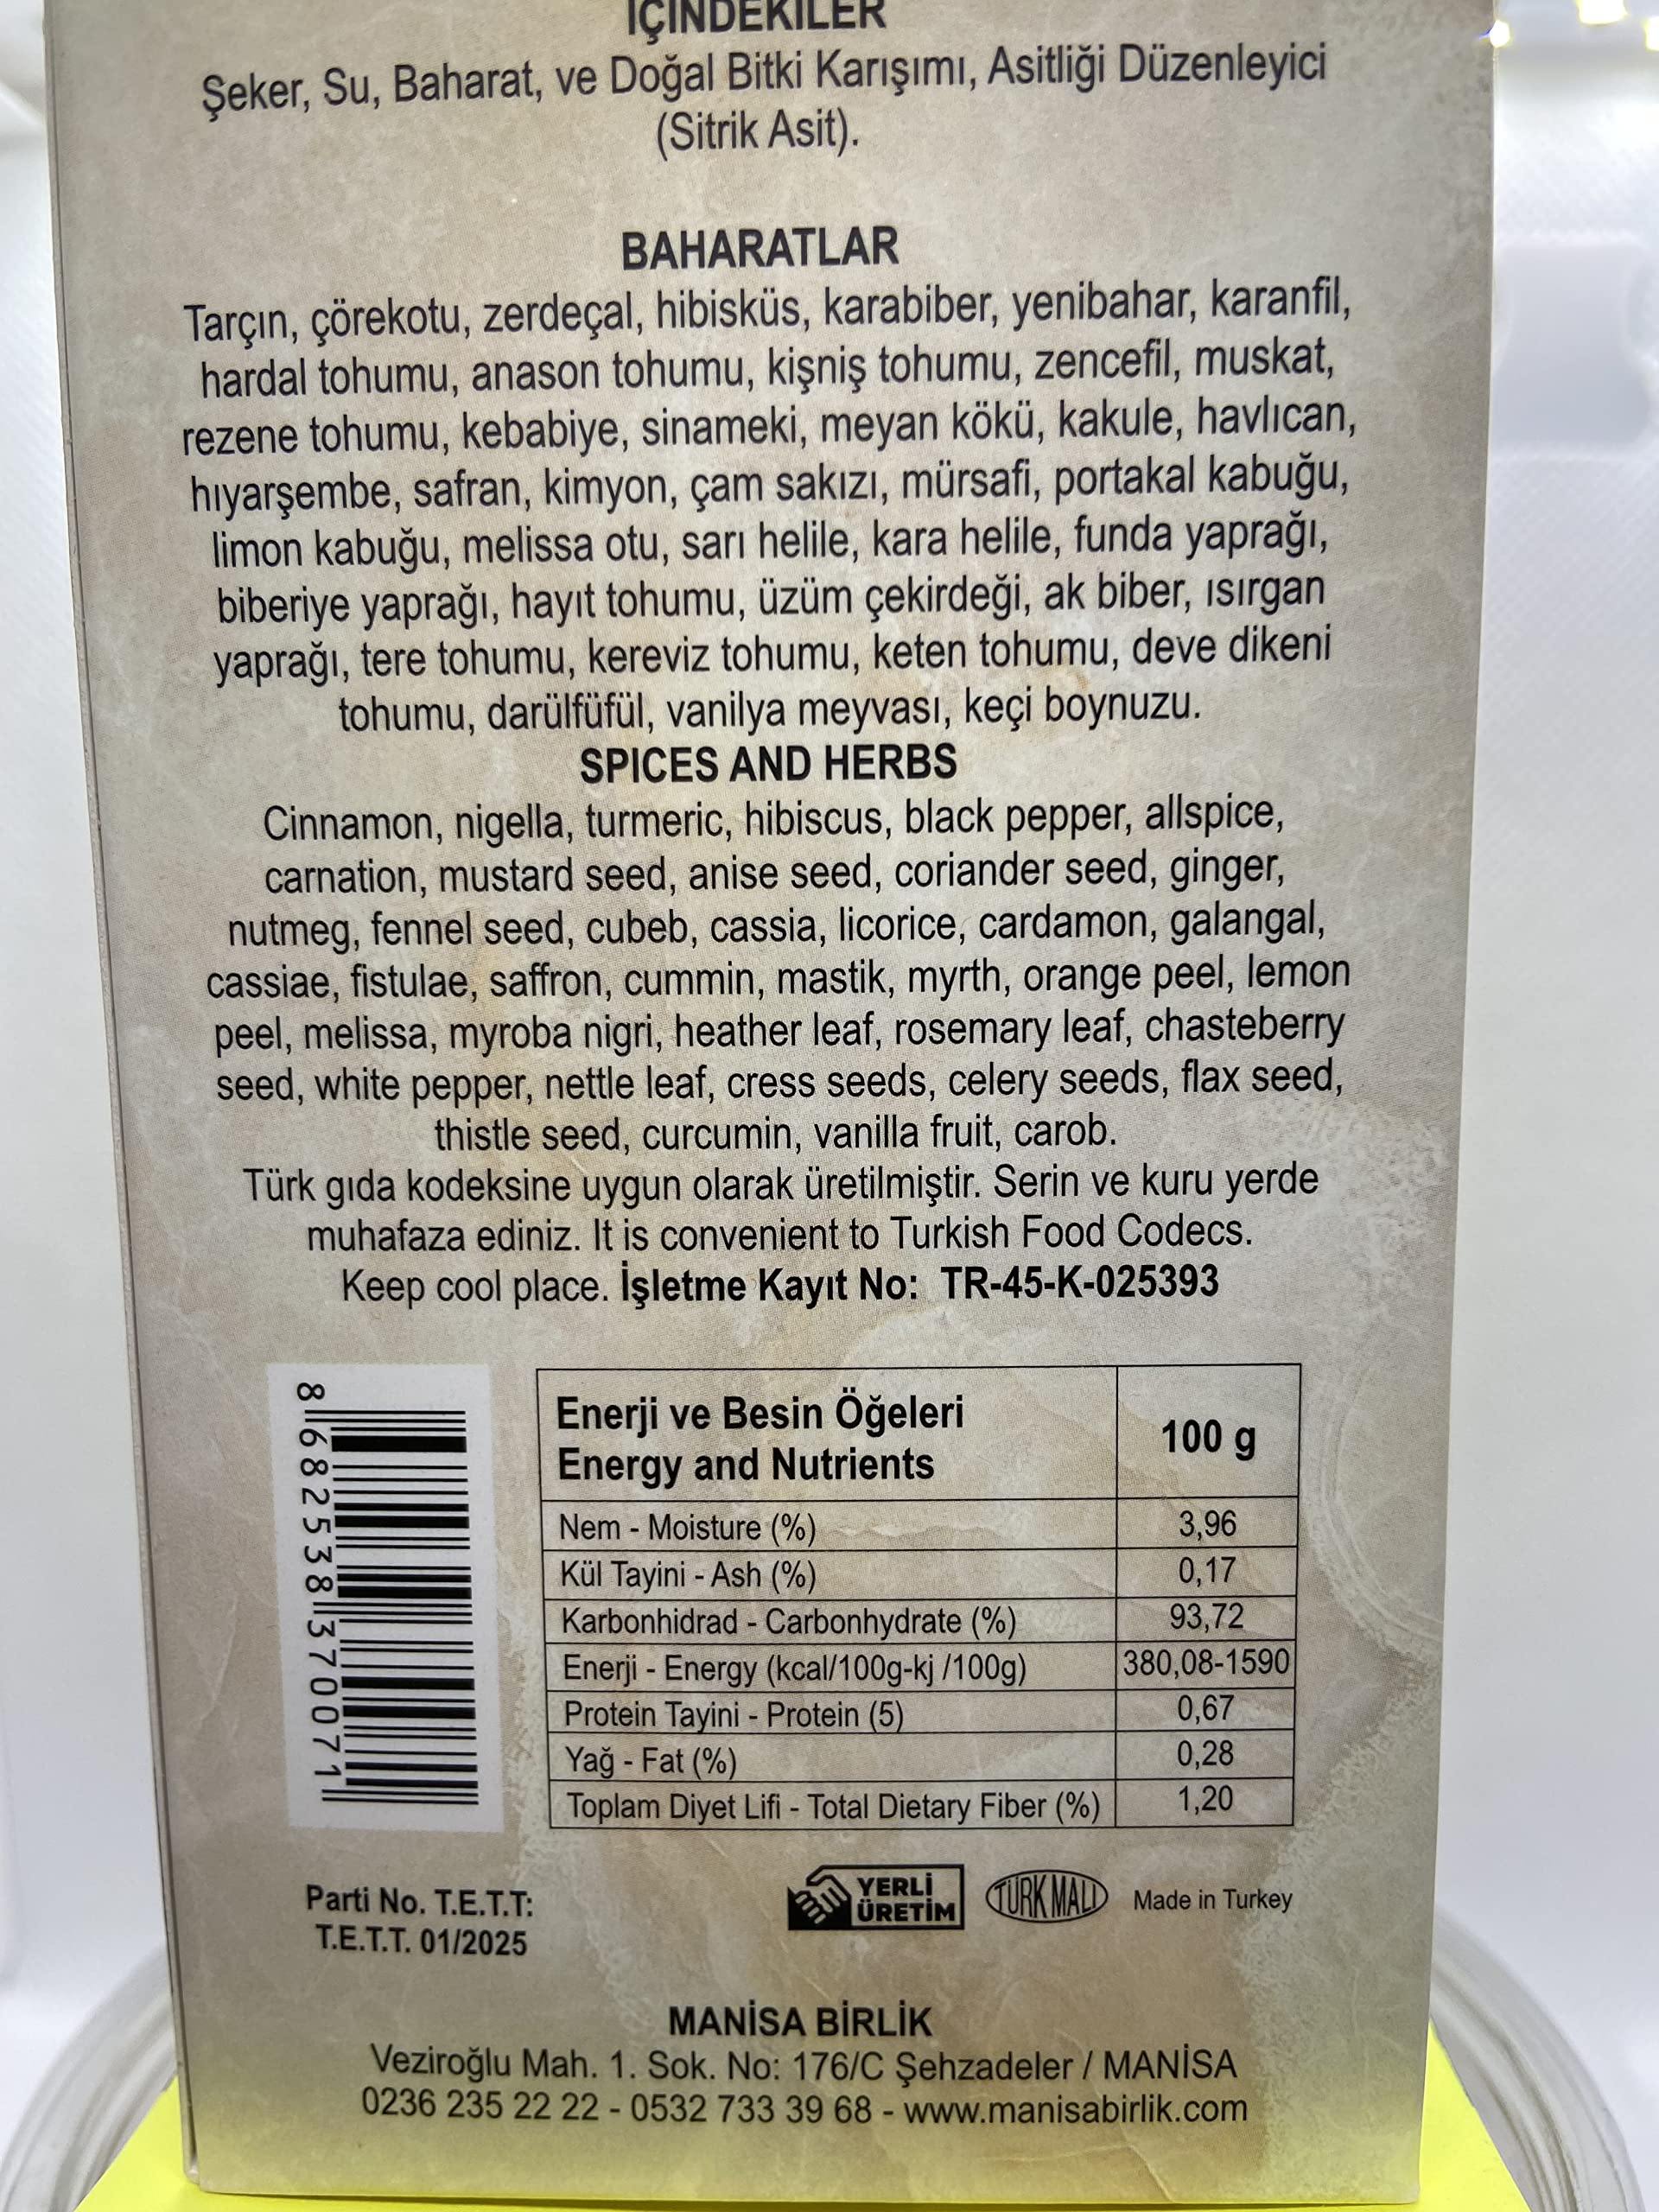 İÇİNDEKİLER
Şeker, Su, Baharat, ve Doğal Bitki Karışımı, Asitliği Düzenleyici
(Sitrik Asit).
BAHARATLAR
Tarçın, çörekotu, zerdeçal, hibisküs, karabiber, yenibahar, karanfil,
hardal tohumu, anason tohumu, kişniş tohumu, zencefil, muskat,
rezene tohumu, kebabiye, sinameki, meyan kökü, kakule, havlıcan,
hıyarşembe, safran, kimyon, çam sakızı, mürsafi, portakal kabuğu,
limon kabuğu, melissa otu, sarı helile, kara helile, funda yaprağı,
biberiye yaprağı, hayıt tohumu, üzüm çekirdeği, ak biber, ısırgan
yaprağı, tere tohumu, kereviz tohumu, keten tohumu, deve dikeni
tohumu, darülfüfül, vanilya meyvası, keçi boynuzu.
SPICES AND HERBS
Cinnamon, nigella, turmeric, hibiscus, black pepper, allspice,
carnation, mustard seed, anise seed, coriander seed, ginger,
nutmeg, fennel seed, cubeb, cassia, licorice, cardamon, galangal,
cassiae, fistulae, saffron, cummin, mastik, myrth, orange peel, lemon
peel, melissa, myroba nigri, heather leaf, rosemary leaf, chasteberry
seed, white pepper, nettle leaf, cress seeds, celery seeds, flax seed,
thistle seed, curcumin, vanilla fruit, carob.
Türk gıda kodeksine uygun olarak üretilmiştir. Serin ve kuru yerde
muhafaza ediniz. It is convenient to Turkish Food Codecs.
Keep cool place. İşletme Kayıt No: TR-45-K-025393
8 682538 370071
Enerji ve Besin Öğeleri
Energy and Nutrients 100 g
Nem - Moisture (%) 3,96
Kül Tayini - Ash (%) 0,17
Karbonhidrad - Carbonhydrate (%) 93,72
Enerji - Energy (kcal/100g-kj /100g) 380,08-1590
Protein Tayini - Protein (5) 0,67
Yağ - Fat (%) 0,28
Toplam Diyet Lifi - Total Dietary Fiber (%) 1,20
Parti No. T.E.T.T:
T.E.T.T. 01/2025
YERLİ
ÜRETİM
TÜRK MALI
Made in Turkey
MANİSA BİRLİK
Veziroğlu Mah. 1. Sok. No: 176/C Şehzadeler / MANİSA
0236 235 22 22 - 0532 733 39 68 - www.manisabirlik.com